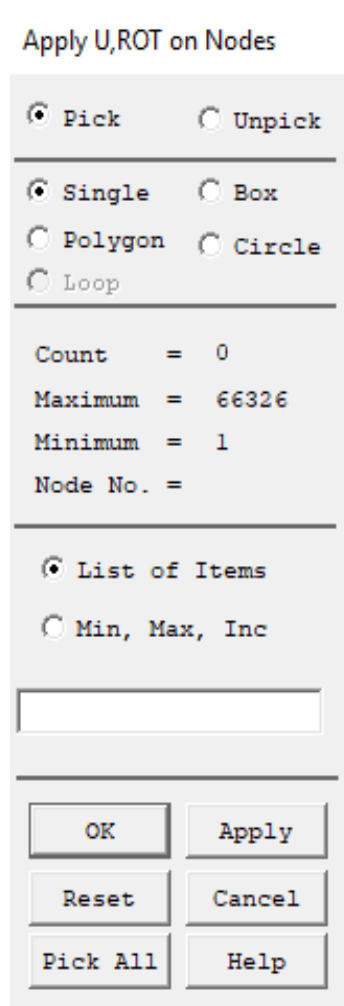 Apply U,ROT on Nodes
Pick Unpick
Single Box
Polygon Circle
Loop
Count = 0
Maximum = 66326
Minimum = 1
Node No. =
List of Items
Min, Max, Inc
OK Apply
Reset Cancel
Pick All Help